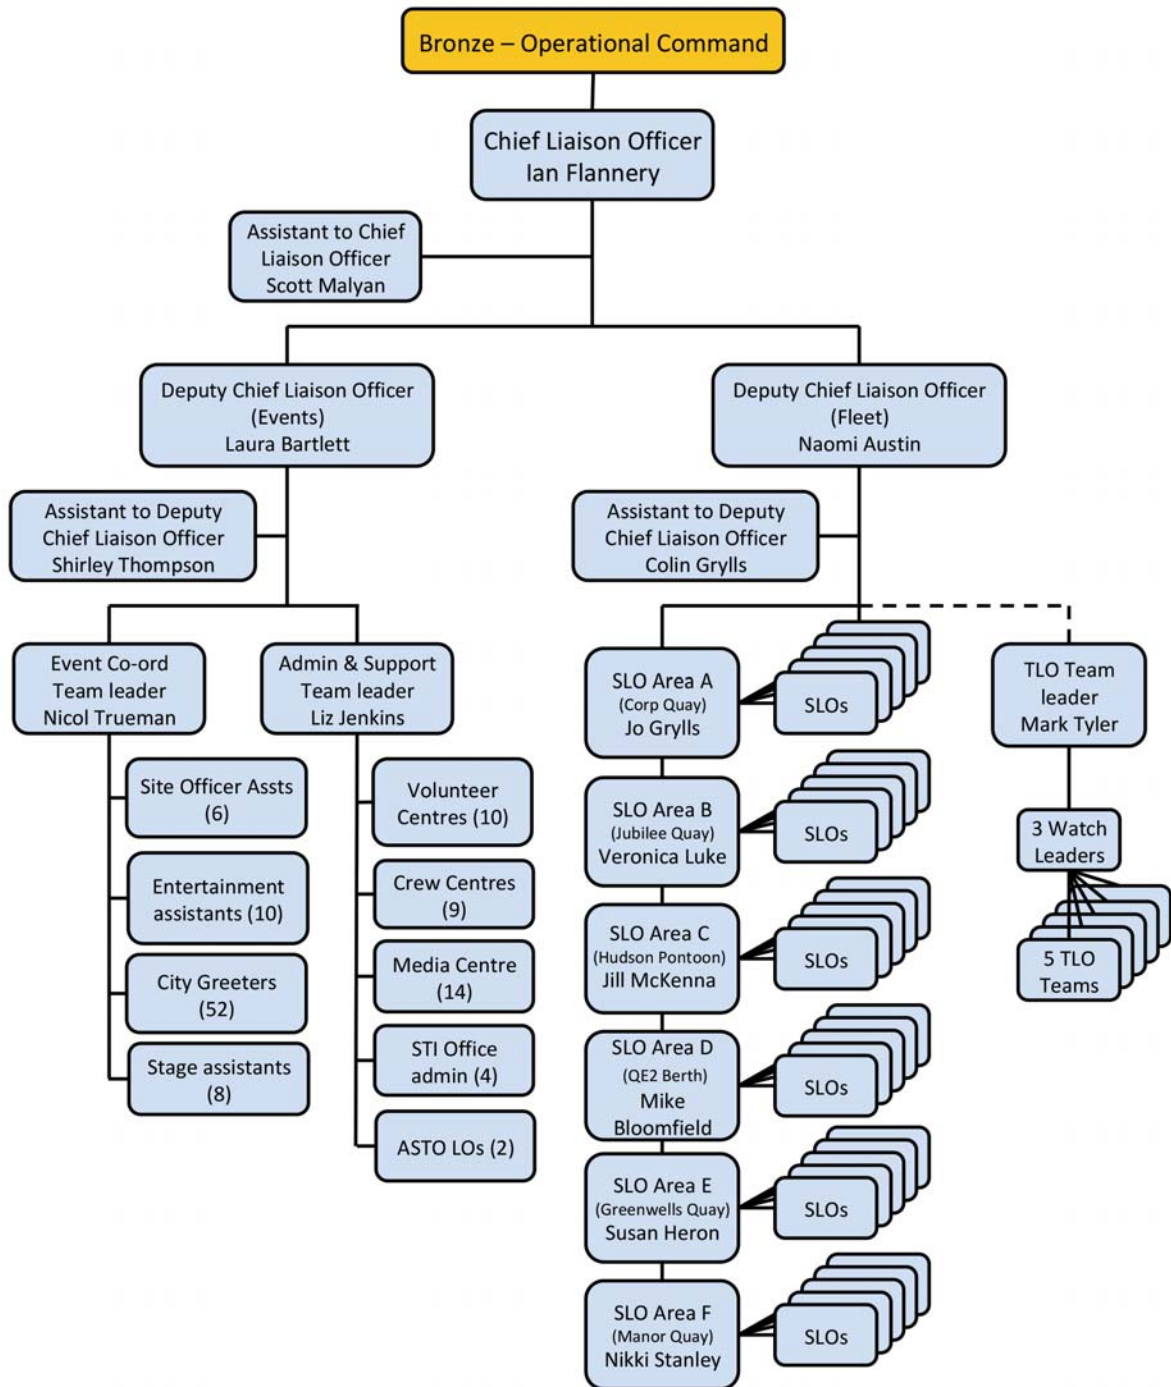 Bronze – Operational Command
Chief Liaison Officer
Ian Flannery
Assistant to Chief
Liaison Officer
Scott Malyan
Deputy Chief Liaison Officer
(Events)
Laura Bartlett
Deputy Chief Liaison Officer
(Fleet)
Naomi Austin
Assistant to Deputy
Chief Liaison Officer
Shirley Thompson
Assistant to Deputy
Chief Liaison Officer
Colin Grylls
Event Co-ord
Team leader
Nicol Trueman
Admin & Support
Team leader
Liz Jenkins
Site Officer Assts
(6)
Entertainment
assistants (10)
City Greeters
(52)
Stage assistants
(8)
Volunteer
Centres (10)
Crew Centres
(9)
Media Centre
(14)
STI Office
admin (4)
ASTO LOs (2)
SLO Area A
(Corp Quay)
Jo Grylls
SLOs
SLO Area B
(Jubilee Quay)
Veronica Luke
SLOs
SLO Area C
(Hudson Pontoon)
Jill McKenna
SLOs
SLO Area D
(QE2 Berth)
Mike
Bloomfield
SLOs
SLO Area E
(Greenwells Quay)
Susan Heron
SLOs
SLO Area F
(Manor Quay)
Nikki Stanley
SLOs
TLO Team
leader
Mark Tyler
3 Watch
Leaders
5 TLO
Teams